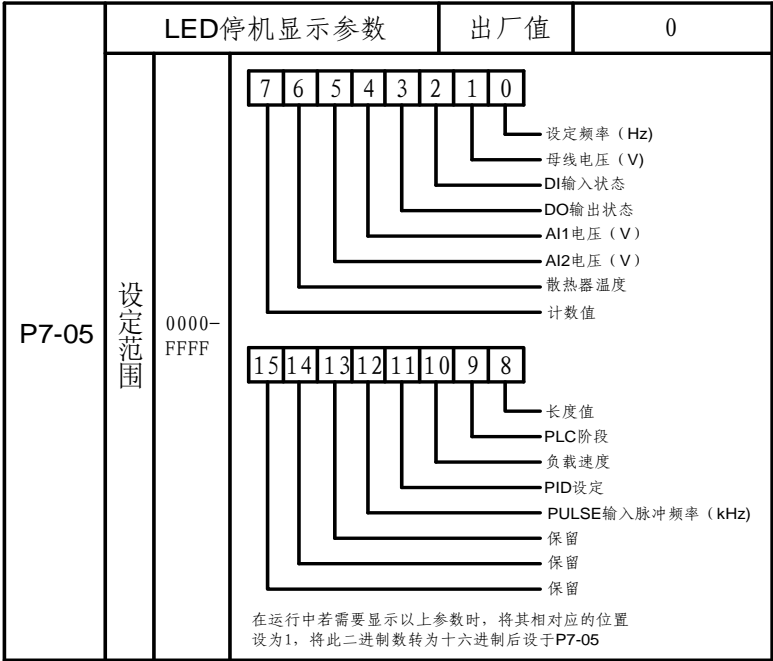 LED停机显示参数 出厂值 0
7 6 5 4 3 2 1 0
设定频率（Hz)
母线电压（V)
DI输入状态
DO输出状态
AI1电压（V）
AI2电压（V）
散热器温度
计数值
P7-05
设定范围
0000-
FFFF
15 14 13 12 11 10 9 8
长度值
PLC阶段
负载速度
PID设定
PULSE输入脉冲频率（kHz)
保留
保留
保留
在运行中若需要显示以上参数时，将其相对应的位置
设为1，将此二进制数转为十六进制后设于P7-05